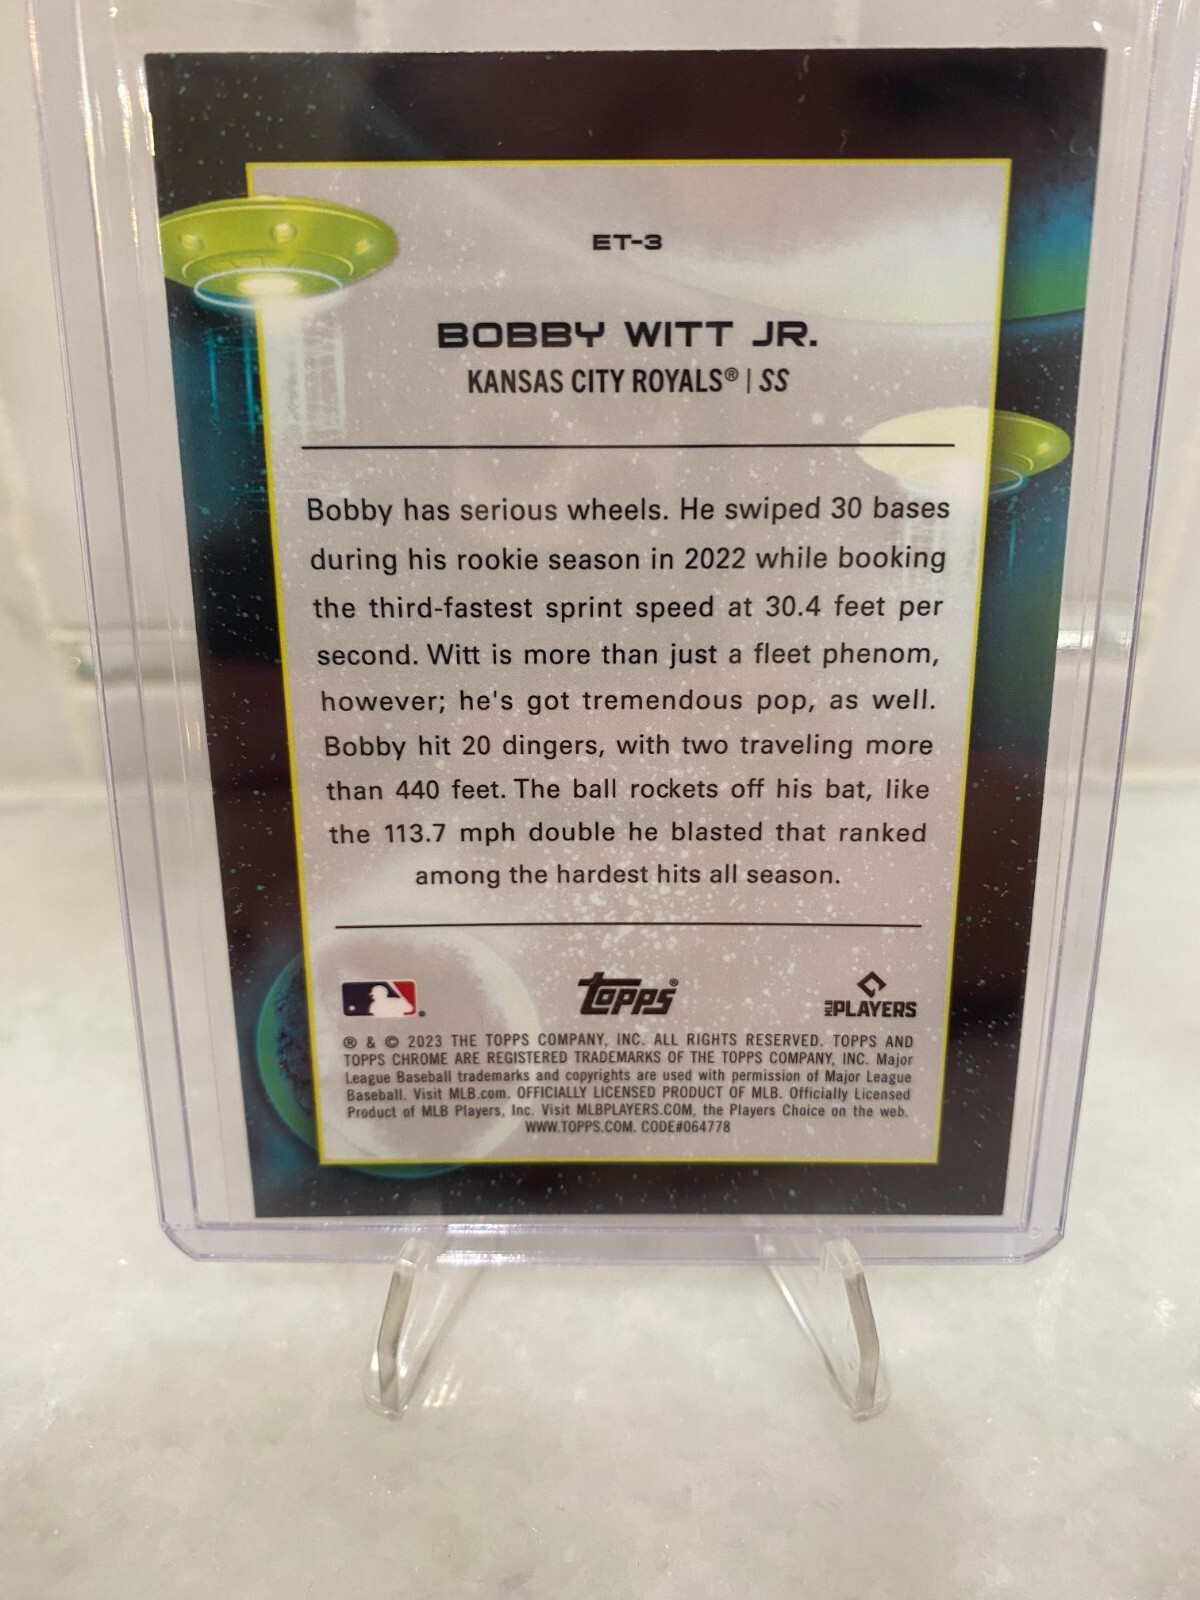 ET-3
BOBBY WITT JR.
KANSAS CITY ROYALS® | SS
Bobby has serious wheels. He swiped 30 bases
during his rookie season in 2022 while booking
the third-fastest sprint speed at 30.4 feet per
second. Witt is more than just a fleet phenom,
however; he's got tremendous pop, as well.
Bobby hit 20 dingers, with two traveling more
than 440 feet. The ball rockets off his bat, like
the 113.7 mph double he blasted that ranked
among the hardest hits all season.
topps®
MLB PLAYERS
® & © 2023 THE TOPPS COMPANY, INC. ALL RIGHTS RESERVED. TOPPS AND
TOPPS CHROME ARE REGISTERED TRADEMARKS OF THE TOPPS COMPANY, INC. Major
League Baseball trademarks and copyrights are used with permission of Major League
Baseball. Visit MLB.com. OFFICIALLY LICENSED PRODUCT OF MLB. Officially Licensed
Product of MLB Players, Inc. Visit MLBPLAYERS.COM, the Players Choice on the web.
WWW.TOPPS.COM. CODE#064778